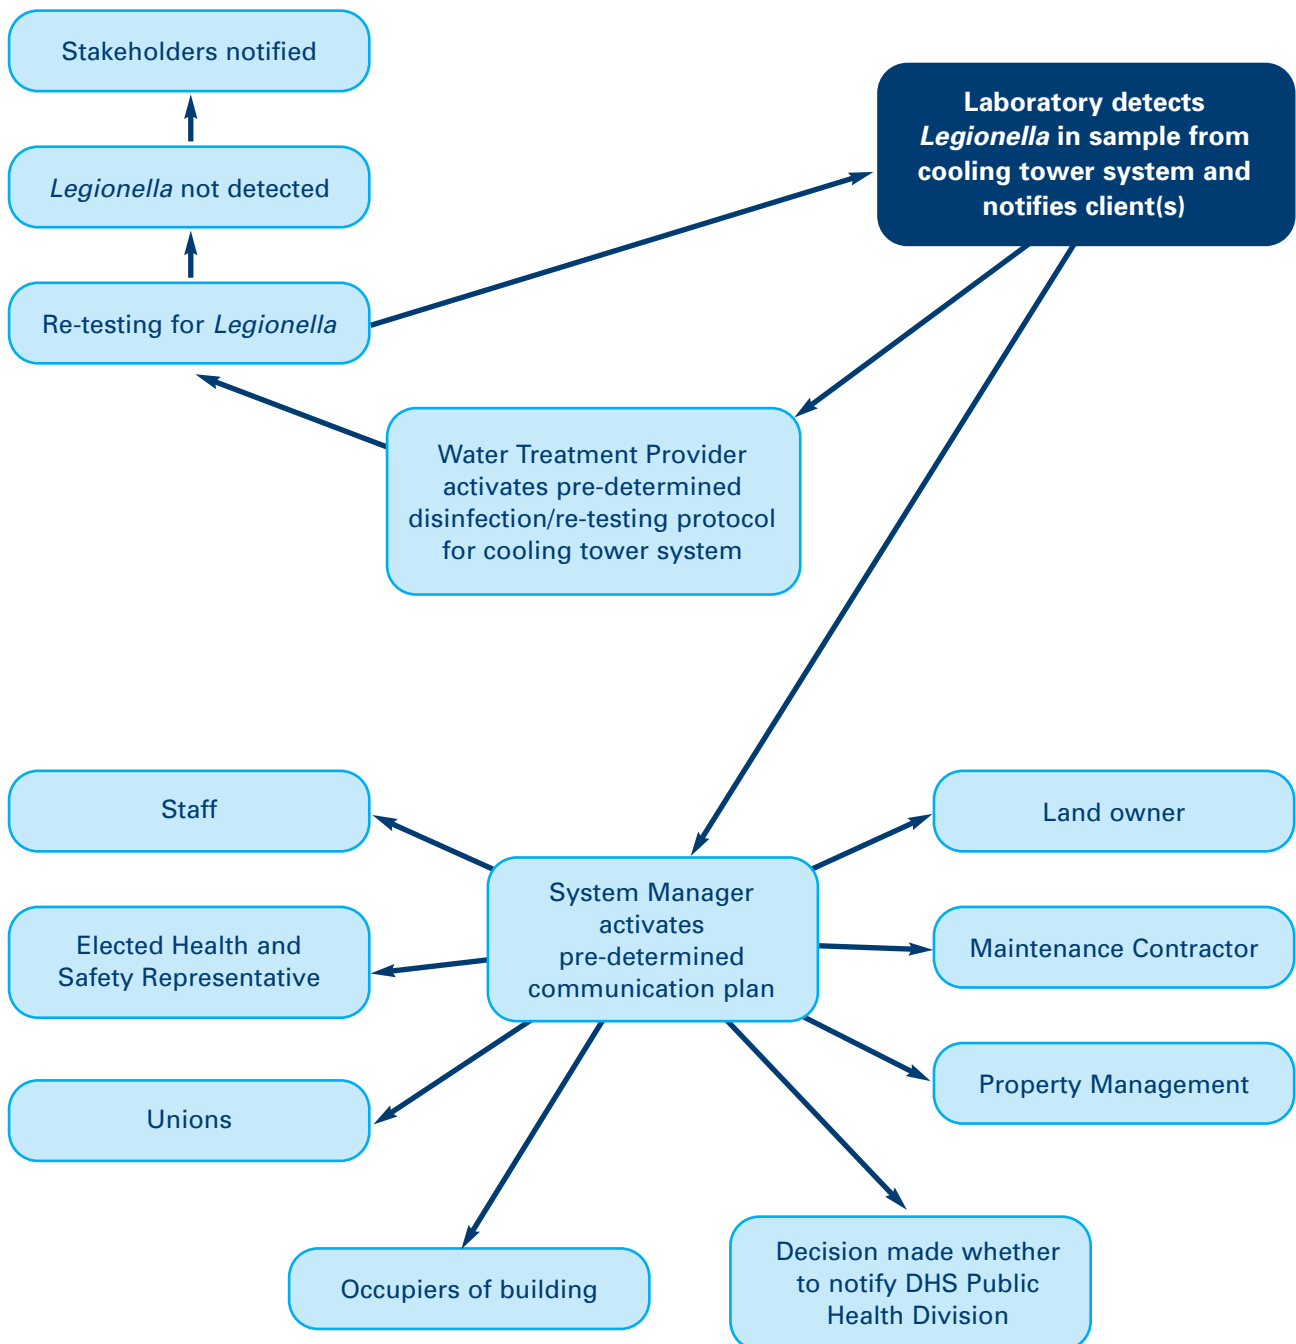 Stakeholders notified
Laboratory detects
Legionella in sample from
cooling tower system and
notifies client(s)
Legionella not detected
Re-testing for Legionella
Water Treatment Provider
activates pre-determined
disinfection/re-testing protocol
for cooling tower system
Staff
Land owner
System Manager
activates
pre-determined
communication plan
Elected Health and
Safety Representative
Maintenance Contractor
Unions
Property Management
Occupiers of building
Decision made whether
to notify DHS Public
Health Division